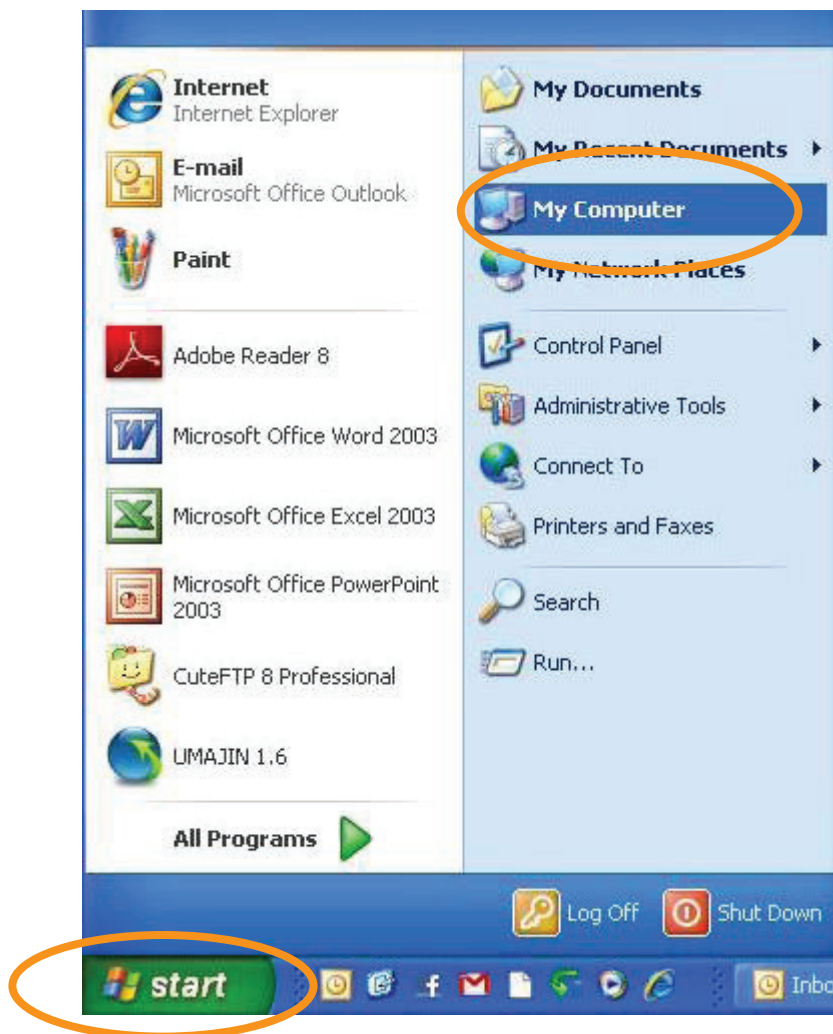 Internet
Internet Explorer
E-mail
Microsoft Office Outlook
Paint
Adobe Reader 8
Microsoft Office Word 2003
Microsoft Office Excel 2003
Microsoft Office PowerPoint
2003
CuteFTP 8 Professional
UMAJIN 1.6
All Programs
My Documents
My Recent Documents
My Computer
My Network Places
Control Panel
Administrative Tools
Connect To
Printers and Faxes
Search
Run...
Log Off
Shut Down
start
Inbo